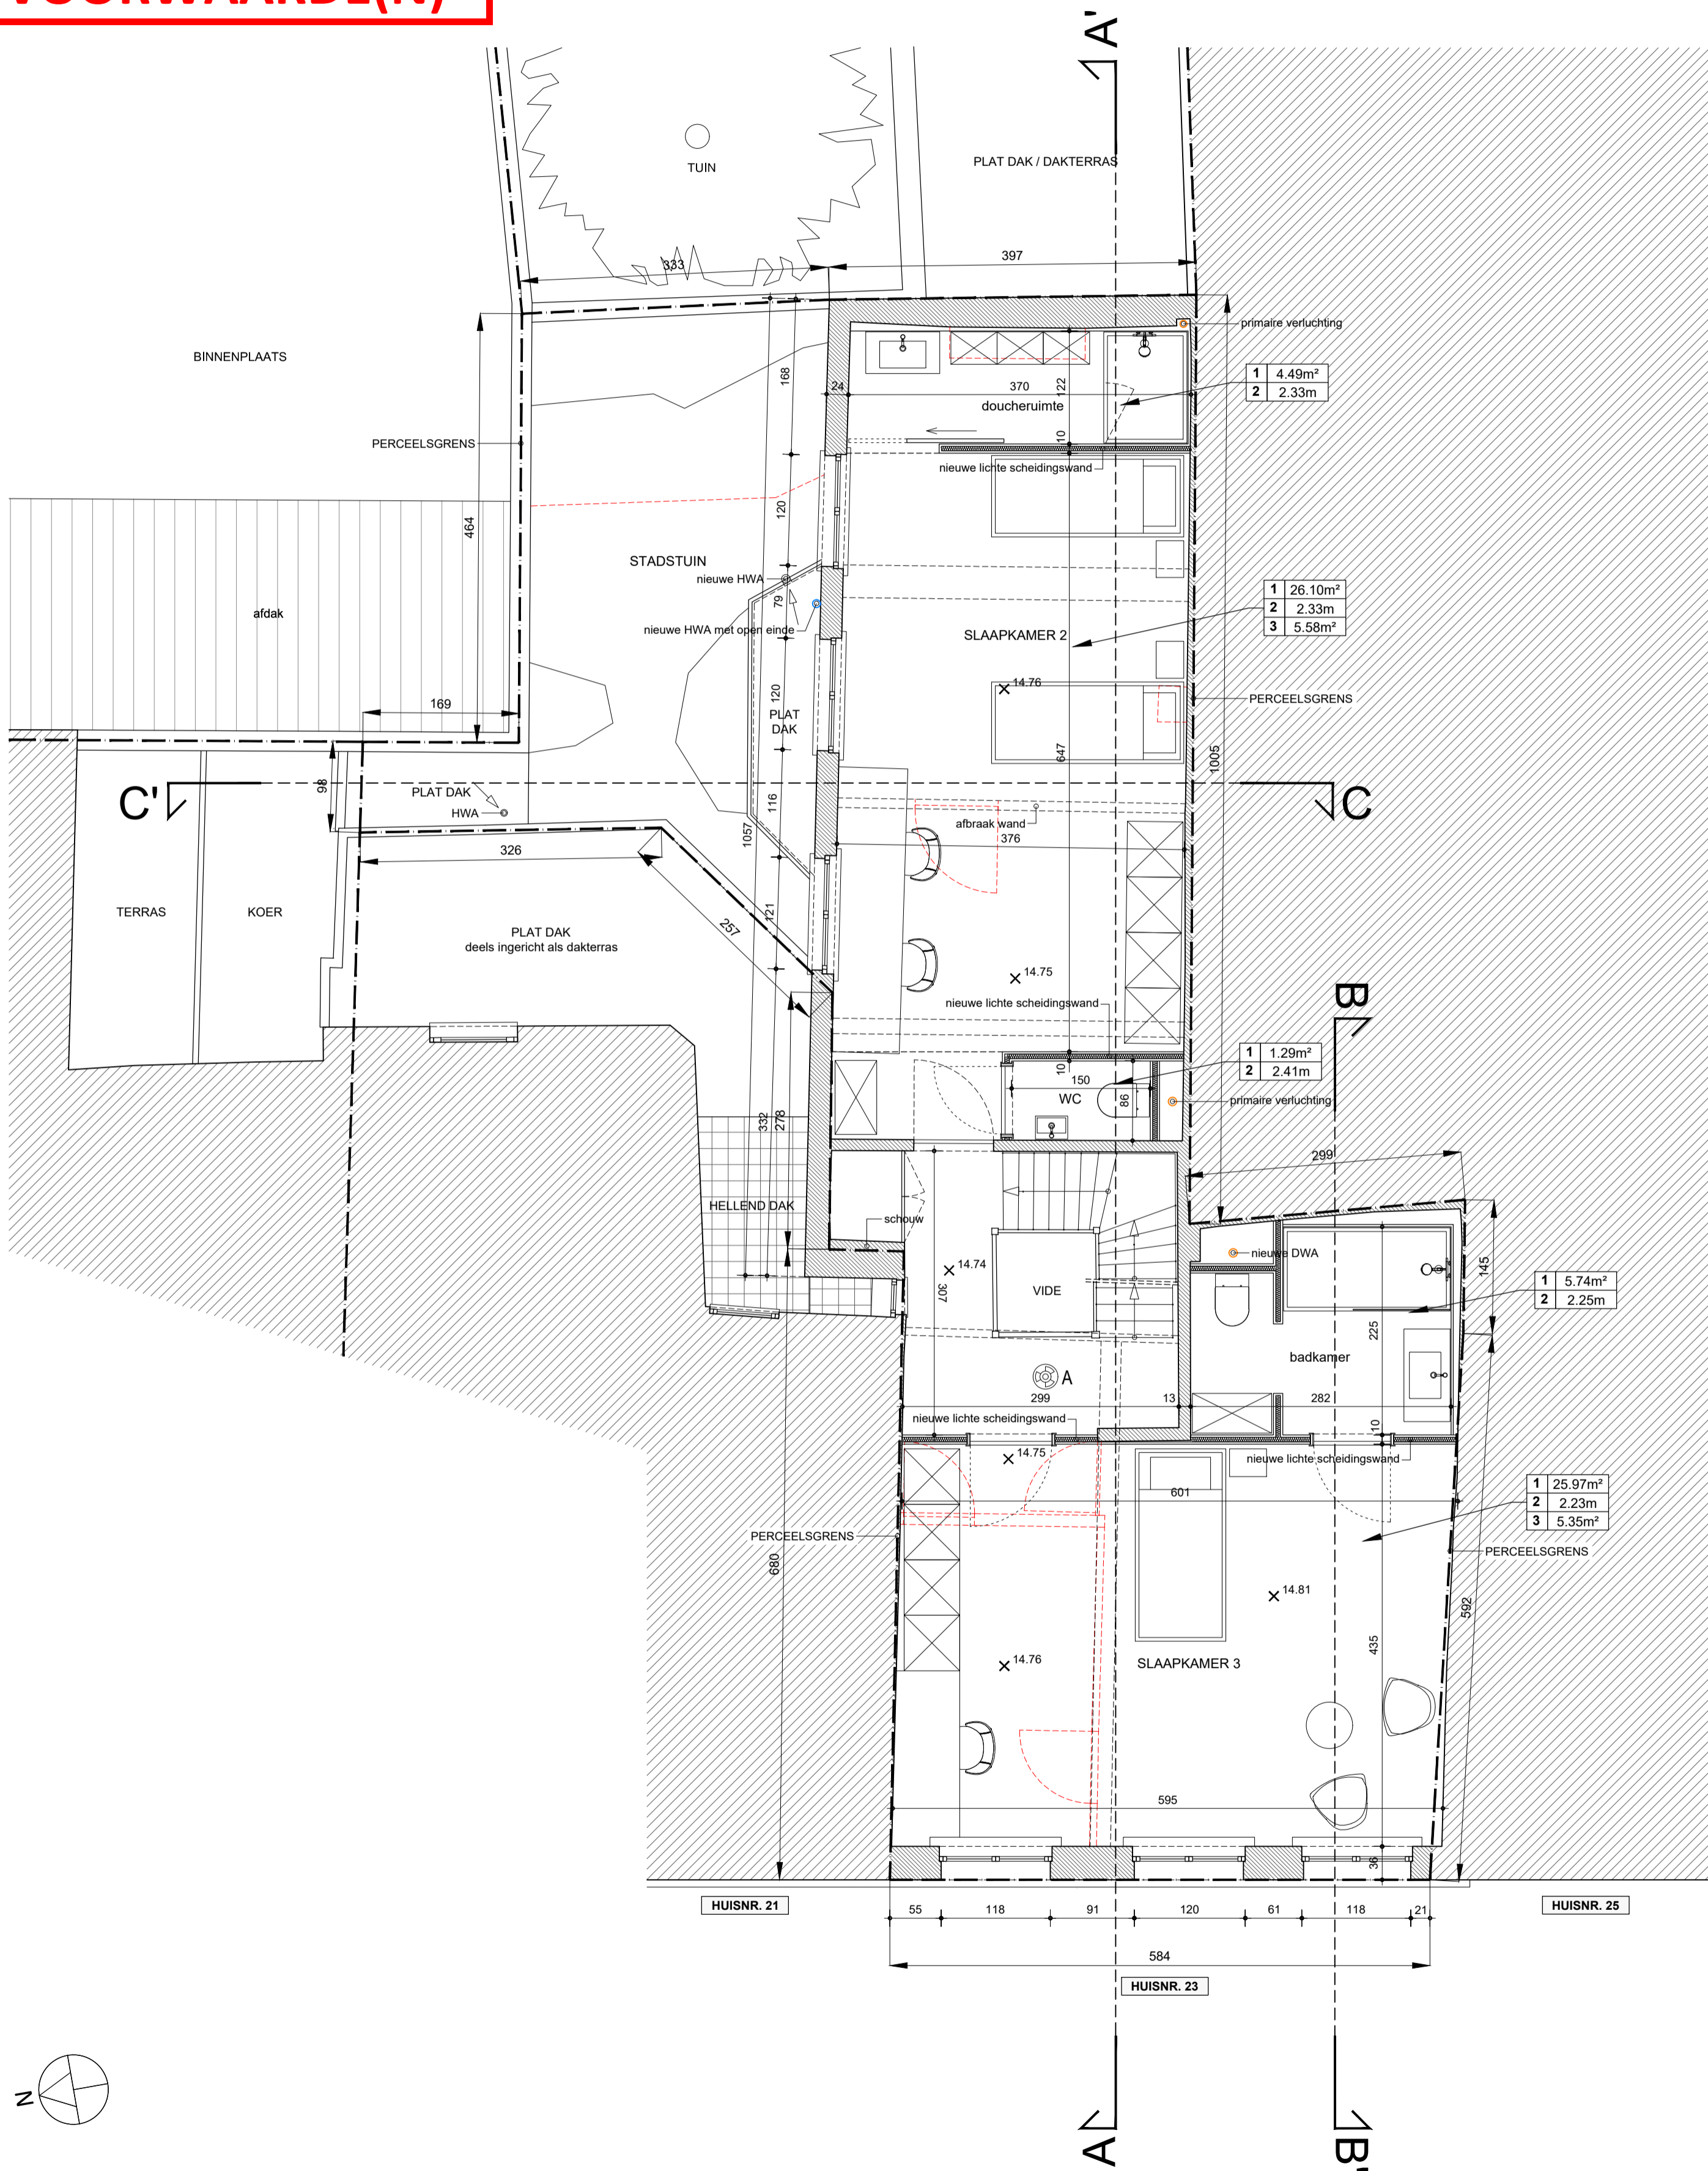 VOORWAARDE(N)
A'
TUIN
PLAT DAK / DAKTERRAS
333
397
primaire verluchting
BINNENPLAATS
168
24
370
122
doucheruimte
1 4.49m²
2 2.33m
PERCEELSGRENS
10
nieuwe lichte scheidingswand
464
120
STADSTUIN
nieuwe HWA
79
nieuwe HWA met open einde
afdak
SLAAPKAMER 2
1 26.10m²
2 2.33m
3 5.58m²
14.76
PERCEELSGRENS
169
120
PLAT
DAK
647
1005
98
C'
C
PLAT DAK
HWA
116
1057
afbraak wand
376
326
TERRAS
KOER
257
121
PLAT DAK
deels ingericht als dakterras
14.75
nieuwe lichte scheidingswand
B
1 1.29m²
2 2.41m
10
150
WC
86
primaire verluchting
332
278
299
HELLEND DAK
schouw
nieuwe DWA
14.74
307
VIDE
145
1 5.74m²
2 2.25m
225
badkamer
A
299
13
282
nieuwe lichte scheidingswand
10
14.75
nieuwe lichte scheidingswand
601
1 25.97m²
2 2.23m
3 5.35m²
PERCEELSGRENS
PERCEELSGRENS
680
14.81
592
435
14.76
SLAAPKAMER 3
595
36
HUISNR. 21
HUISNR. 25
55
118
91
120
61
118
21
584
HUISNR. 23
N
A
B'